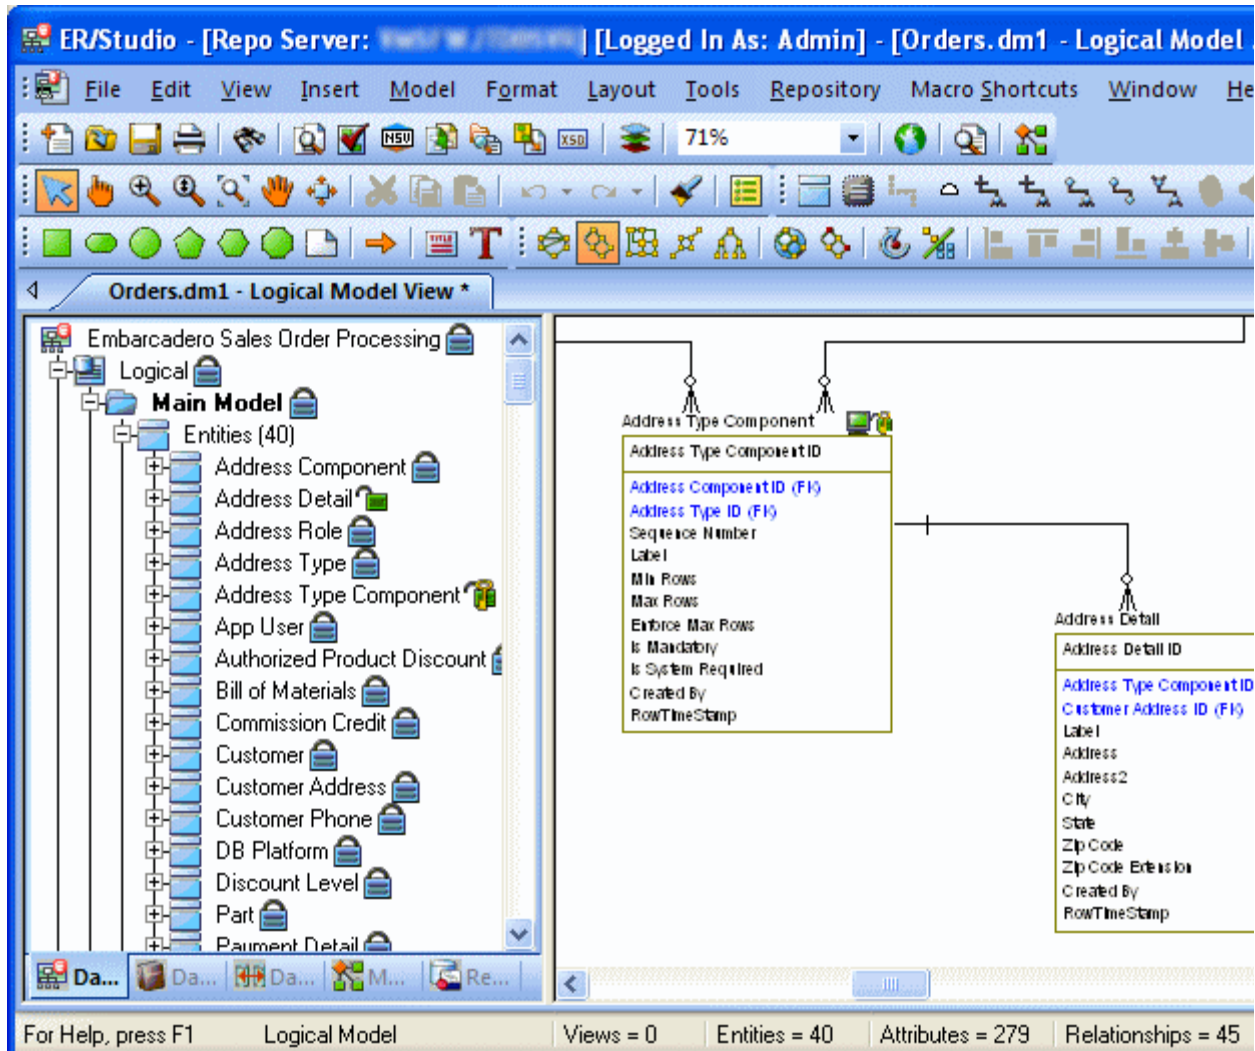 ER/Studio - [Repo Server: ] [Logged In As: Admin] - [Orders.dm1 - Logical Model
File Edit View Insert Model Format Layout Tools Repository Macro Shortcuts Window He
NSU XSD 71%
TITLE T
Orders.dm1 - Logical Model View *
Embarcadero Sales Order Processing
Logical
Main Model
Entities (40)
Address Component
Address Detail
Address Role
Address Type
Address Type Component
App User
Authorized Product Discount
Bill of Materials
Commission Credit
Customer
Customer Address
Customer Phone
DB Platform
Discount Level
Part
Payment Detail
Da... Da... Da... M... Re...
Address Type Component
Address Type Component ID
Address Component ID (FK)
Address Type ID (FK)
Sequence Number
Label
Min Rows
Max Rows
Enforce Max Rows
Is Mandatory
Is System Required
Created By
RowTimeStamp
Address Detail
Address Detail ID
Address Type Component ID
Customer Address ID (FK)
Label
Address
Address2
City
State
Zip Code
Zip Code Extension
Created By
RowTimeStamp
For Help, press F1 Logical Model Views = 0 Entities = 40 Attributes = 279 Relationships = 45